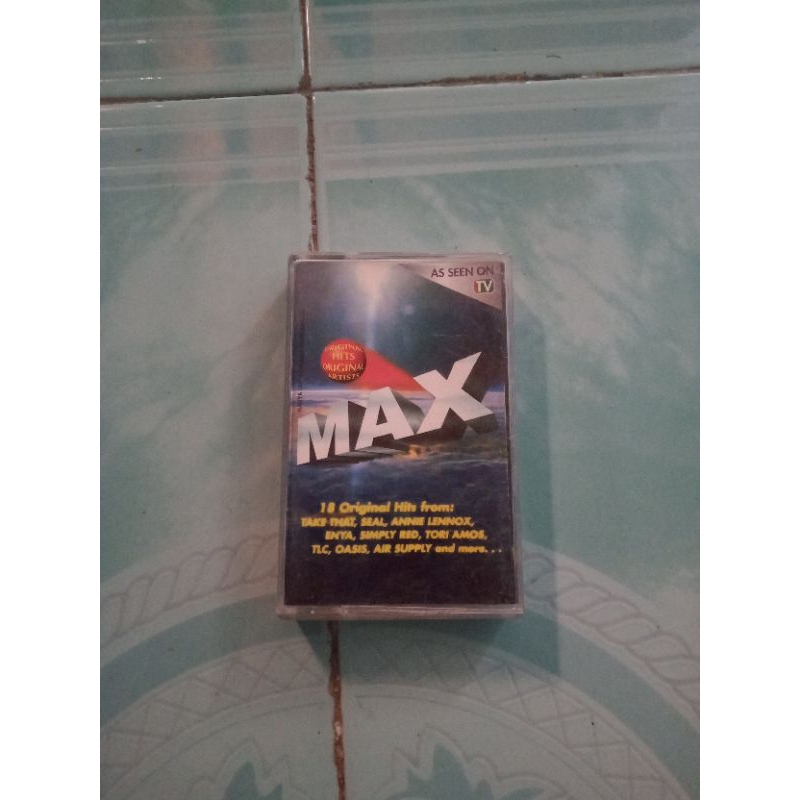 AS SEEN ON
TV
ORIGINAL
HITS
ORIGINAL
ARTISTS
MAX
18 Original Hits from:
TAKE THAT, SEAL, ANNIE LENNOX,
ENYA, SIMPLY RED, TORI AMOS,
TLC, OASIS, AIR SUPPLY and more. . .